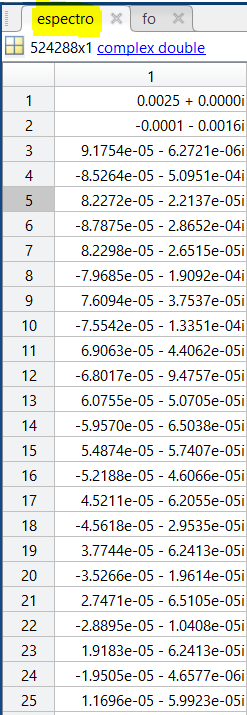 espectro fo
524288x1 complex double
1
1 0.0025 + 0.0000i
2 -0.0001 - 0.0016i
3 9.1754e-05 - 6.2721e-06i
4 -8.5264e-05 - 5.0951e-04i
5 8.2272e-05 - 2.2137e-05i
6 -8.7875e-05 - 2.8652e-04i
7 8.2298e-05 - 2.6515e-05i
8 -7.9685e-05 - 1.9092e-04i
9 7.6094e-05 - 3.7537e-05i
10 -7.5542e-05 - 1.3351e-04i
11 6.9063e-05 - 4.4062e-05i
12 -6.8017e-05 - 9.4757e-05i
13 6.0755e-05 - 5.0705e-05i
14 -5.9570e-05 - 6.5038e-05i
15 5.4874e-05 - 5.7407e-05i
16 -5.2188e-05 - 4.6066e-05i
17 4.5211e-05 - 6.2055e-05i
18 -4.5618e-05 - 2.9535e-05i
19 3.7744e-05 - 6.2413e-05i
20 -3.5266e-05 - 1.9614e-05i
21 2.7471e-05 - 6.5105e-05i
22 -2.8895e-05 - 1.0408e-05i
23 1.9183e-05 - 6.2413e-05i
24 -1.9505e-05 - 4.6577e-06i
25 1.1696e-05 - 5.9923e-05i